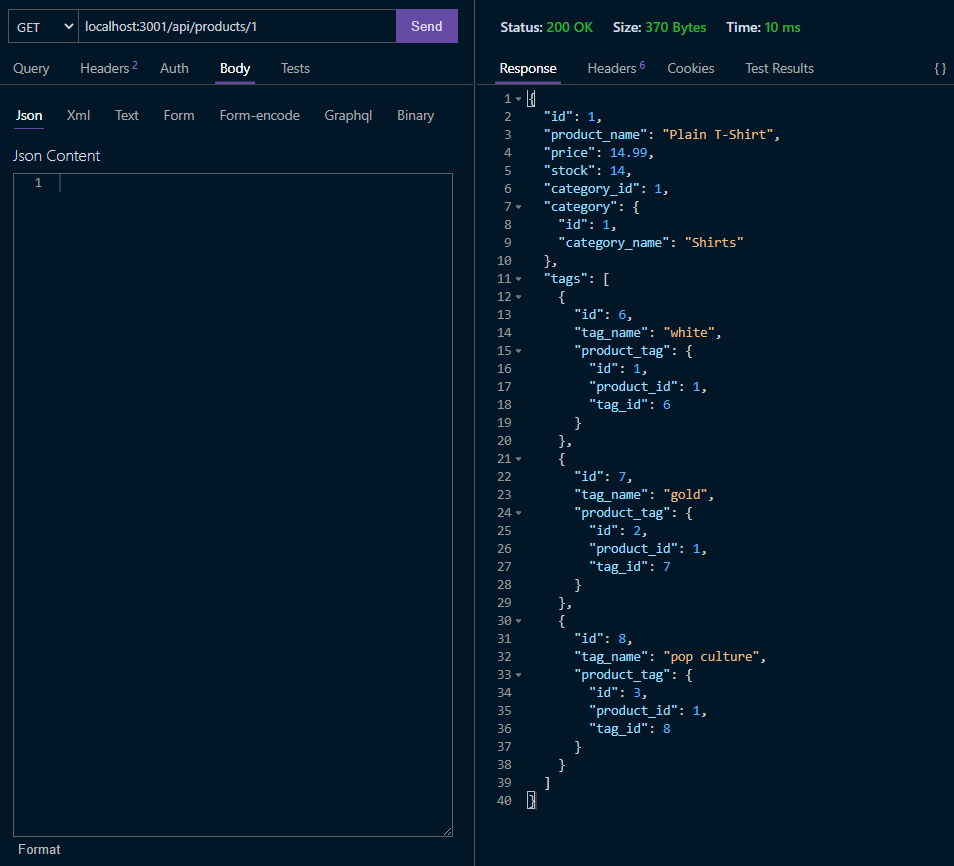 GET localhost:3001/api/products/1 Send
Query Headers 2 Auth Body Tests
Json Xml Text Form Form-encode Graphql Binary
Json Content
1
Format
Status: 200 OK Size: 370 Bytes Time: 10 ms
Response Headers 6 Cookies Test Results {}
1 {
2 "id": 1,
3 "product_name": "Plain T-Shirt",
4 "price": 14.99,
5 "stock": 14,
6 "category_id": 1,
7 "category": {
8 "id": 1,
9 "category_name": "Shirts"
10 },
11 "tags": [
12 {
13 "id": 6,
14 "tag_name": "white",
15 "product_tag": {
16 "id": 1,
17 "product_id": 1,
18 "tag_id": 6
19 }
20 },
21 {
22 "id": 7,
23 "tag_name": "gold",
24 "product_tag": {
25 "id": 2,
26 "product_id": 1,
27 "tag_id": 7
28 }
29 },
30 {
31 "id": 8,
32 "tag_name": "pop culture",
33 "product_tag": {
34 "id": 3,
35 "product_id": 1,
36 "tag_id": 8
37 }
38 }
39 ]
40 }